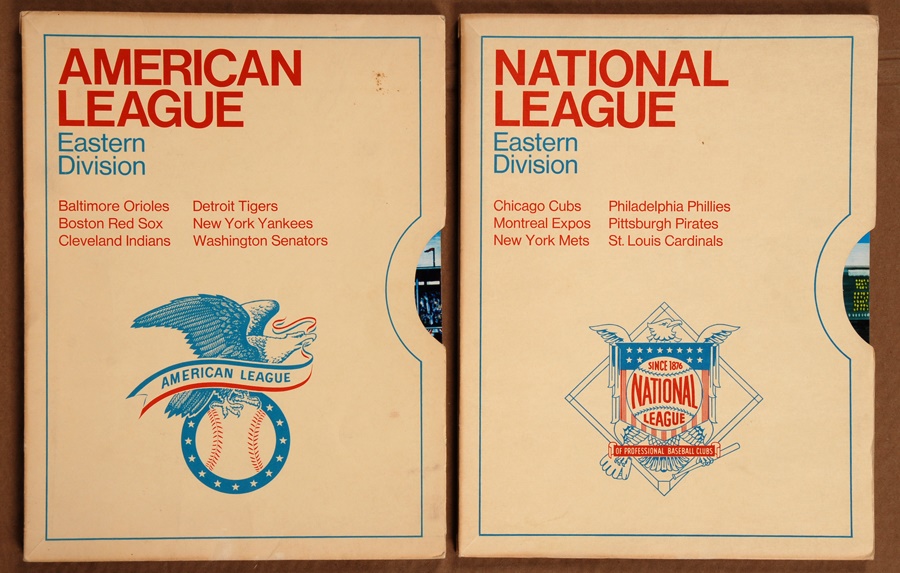 AMERICAN
LEAGUE
Eastern
Division
Baltimore Orioles
Boston Red Sox
Cleveland Indians
Detroit Tigers
New York Yankees
Washington Senators
AMERICAN LEAGUE
NATIONAL
LEAGUE
Eastern
Division
Chicago Cubs
Montreal Expos
New York Mets
Philadelphia Phillies
Pittsburgh Pirates
St. Louis Cardinals
SINCE 1876
NATIONAL
LEAGUE
OF PROFESSIONAL BASEBALL CLUBS